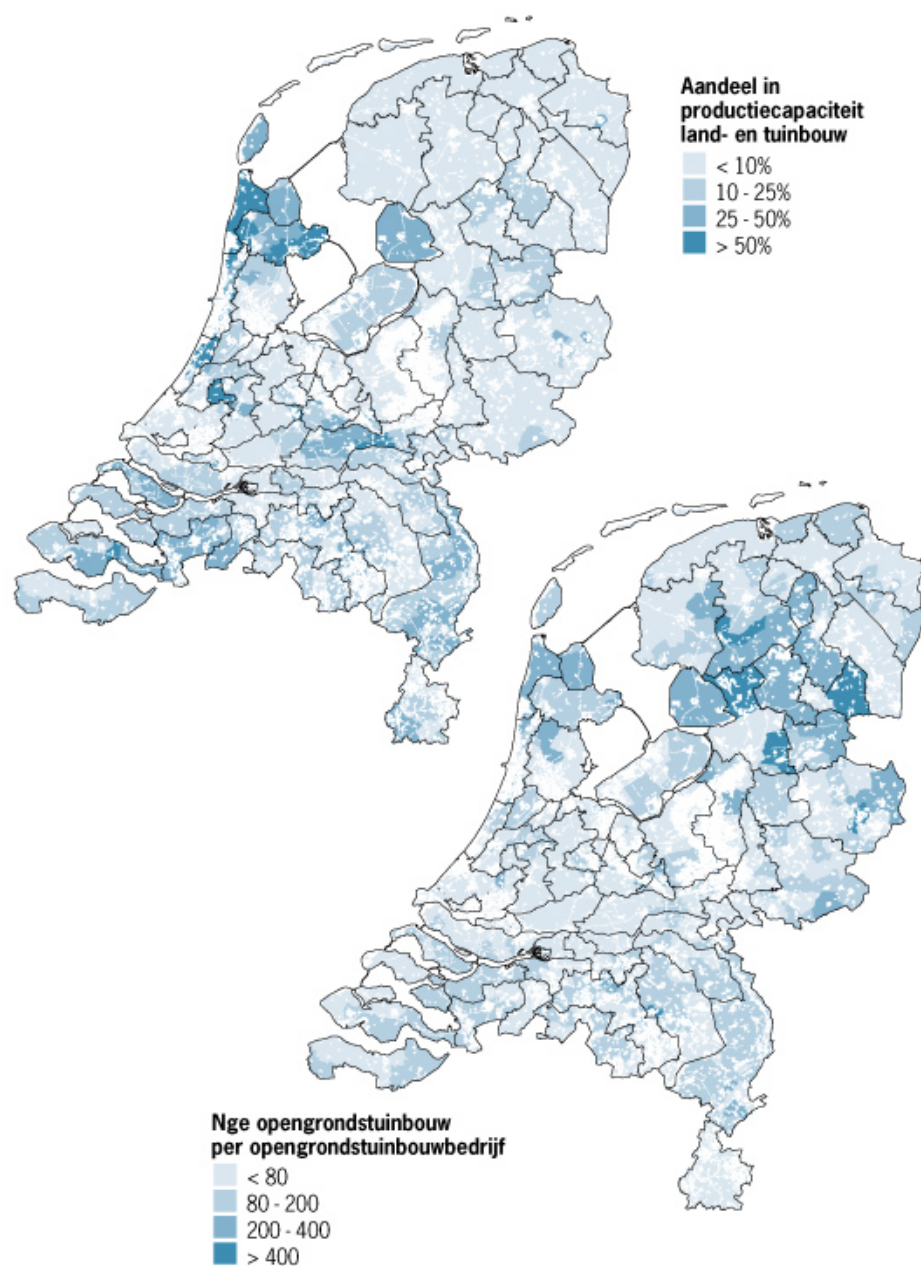 Aandeel in
productiecapaciteit
land- en tuinbouw
< 10%
10 - 25%
25 - 50%
> 50%
Nge opengrondstuinbouw
per opengrondstuinbouwbedrijf
< 80
80 - 200
200 - 400
> 400